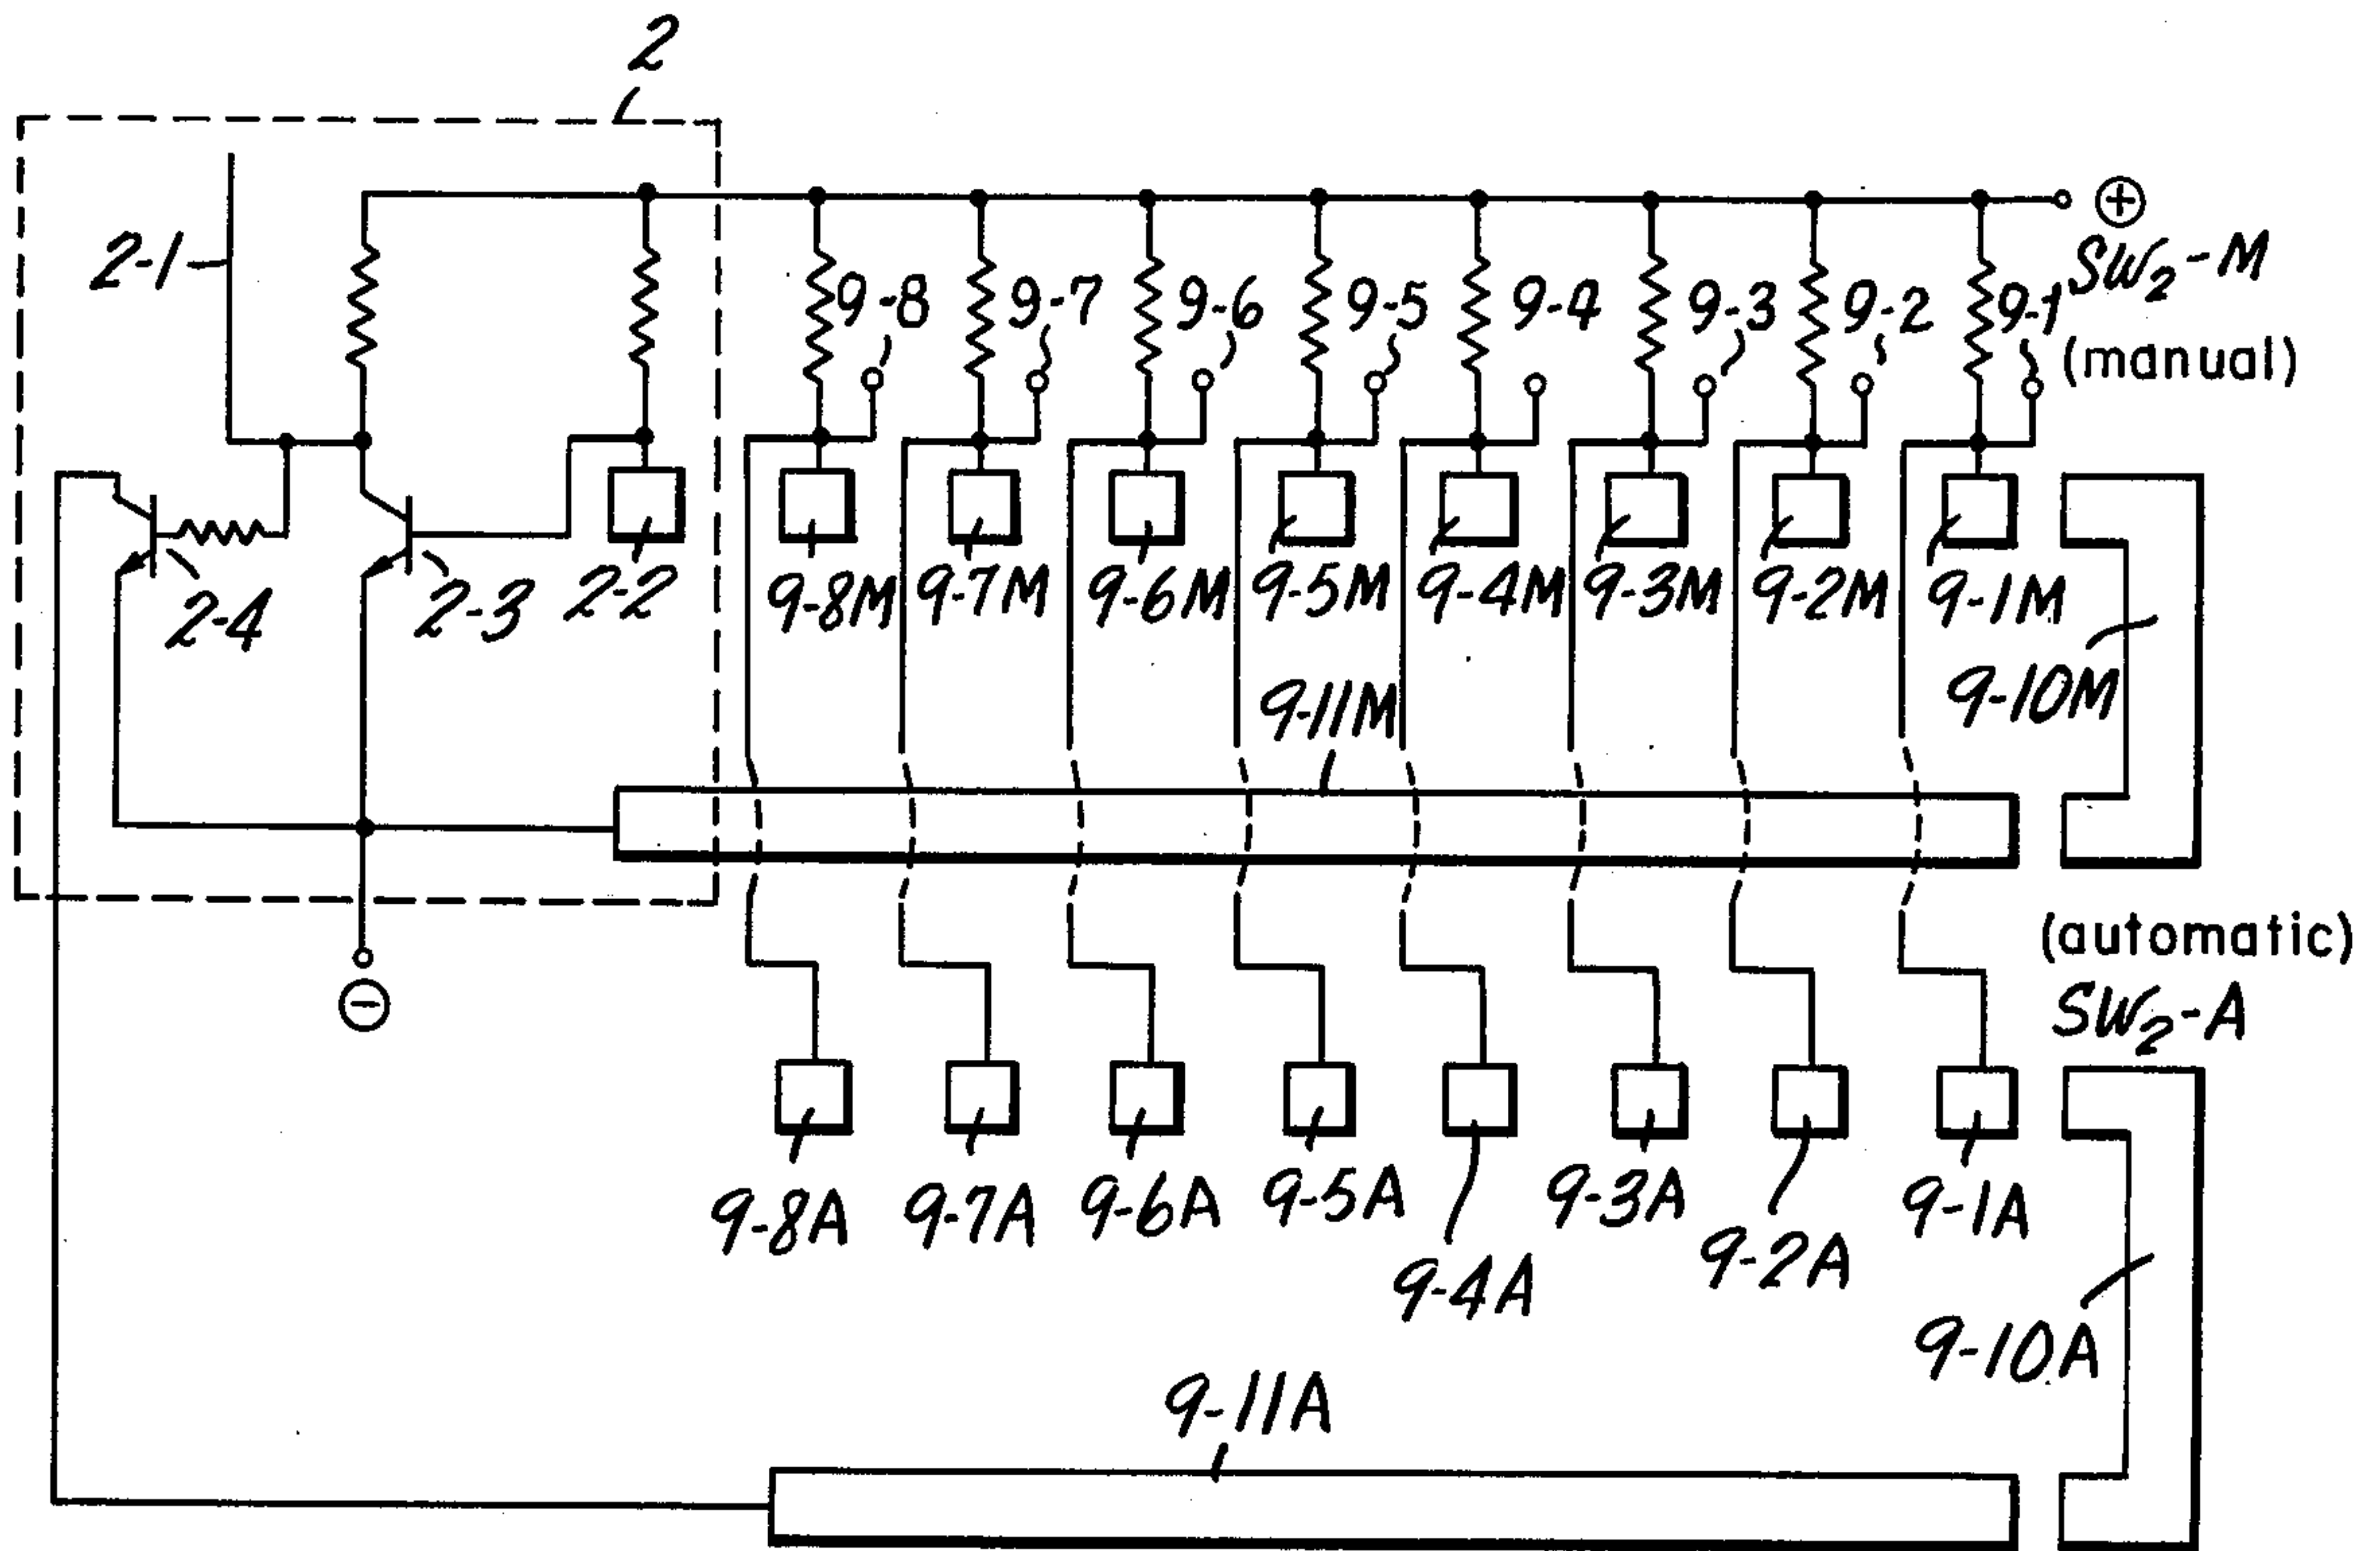 2
2-1
⊕
SW₂-M
(manual)
9-8
9-7
9-6
9-5
9-4
9-3
9-2
9-1
2-4
2-3
2-2
9-8M
9-7M
9-6M
9-5M
9-4M
9-3M
9-2M
9-1M
9-10M
9-11M
⊖
(automatic)
SW₂-A
9-8A
9-7A
9-6A
9-5A
9-4A
9-3A
9-2A
9-1A
9-10A
9-11A